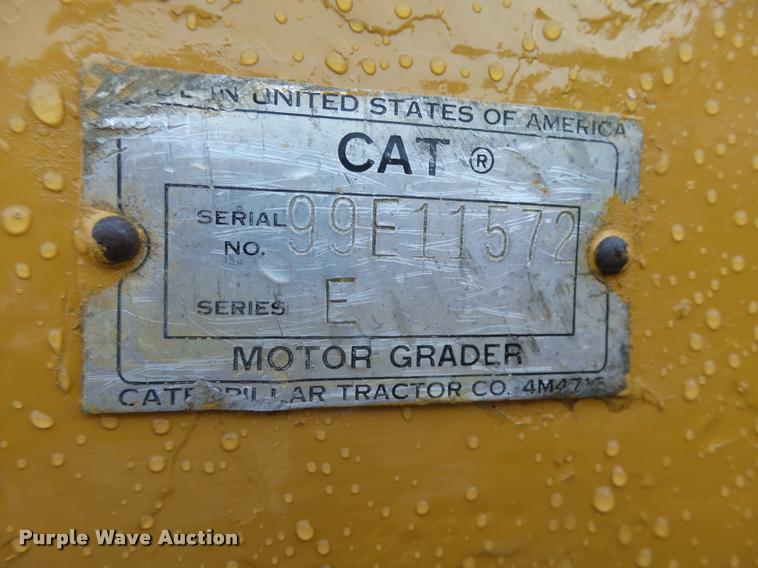 IN UNITED STATES OF AMERICA
CAT ®
SERIAL NO. 99E11572
SERIES E
MOTOR GRADER
CATERPILLAR TRACTOR CO.
Purple Wave Auction